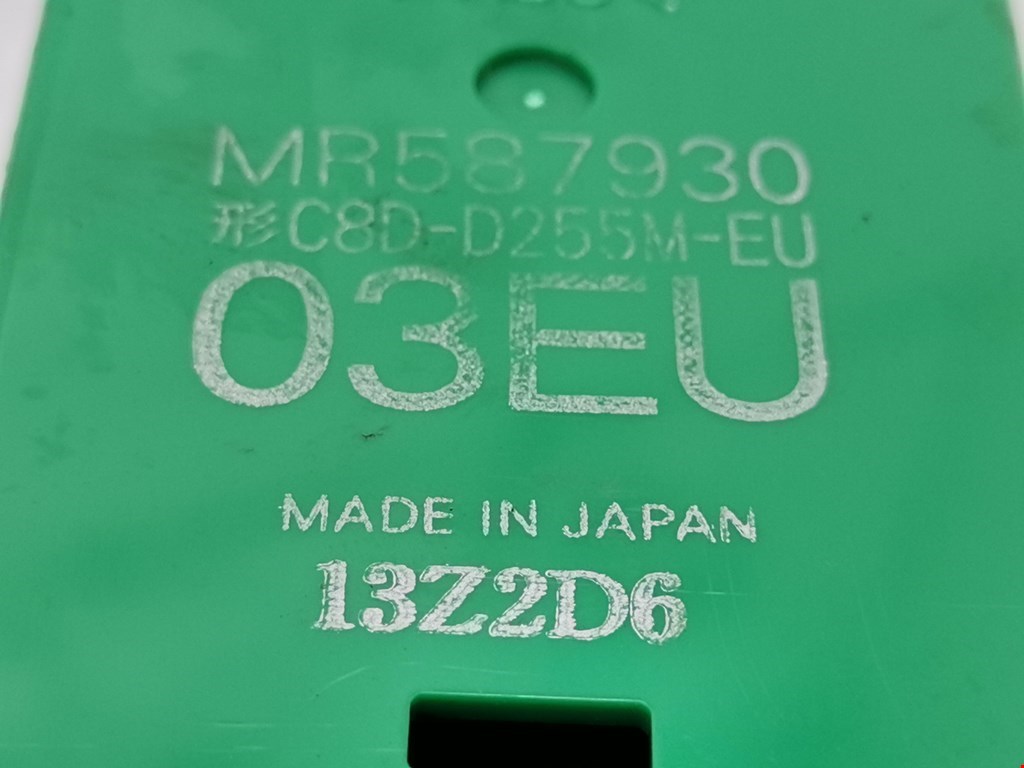 MR587930
形C8D-D255M-EU
03EU
MADE IN JAPAN
13Z2D6